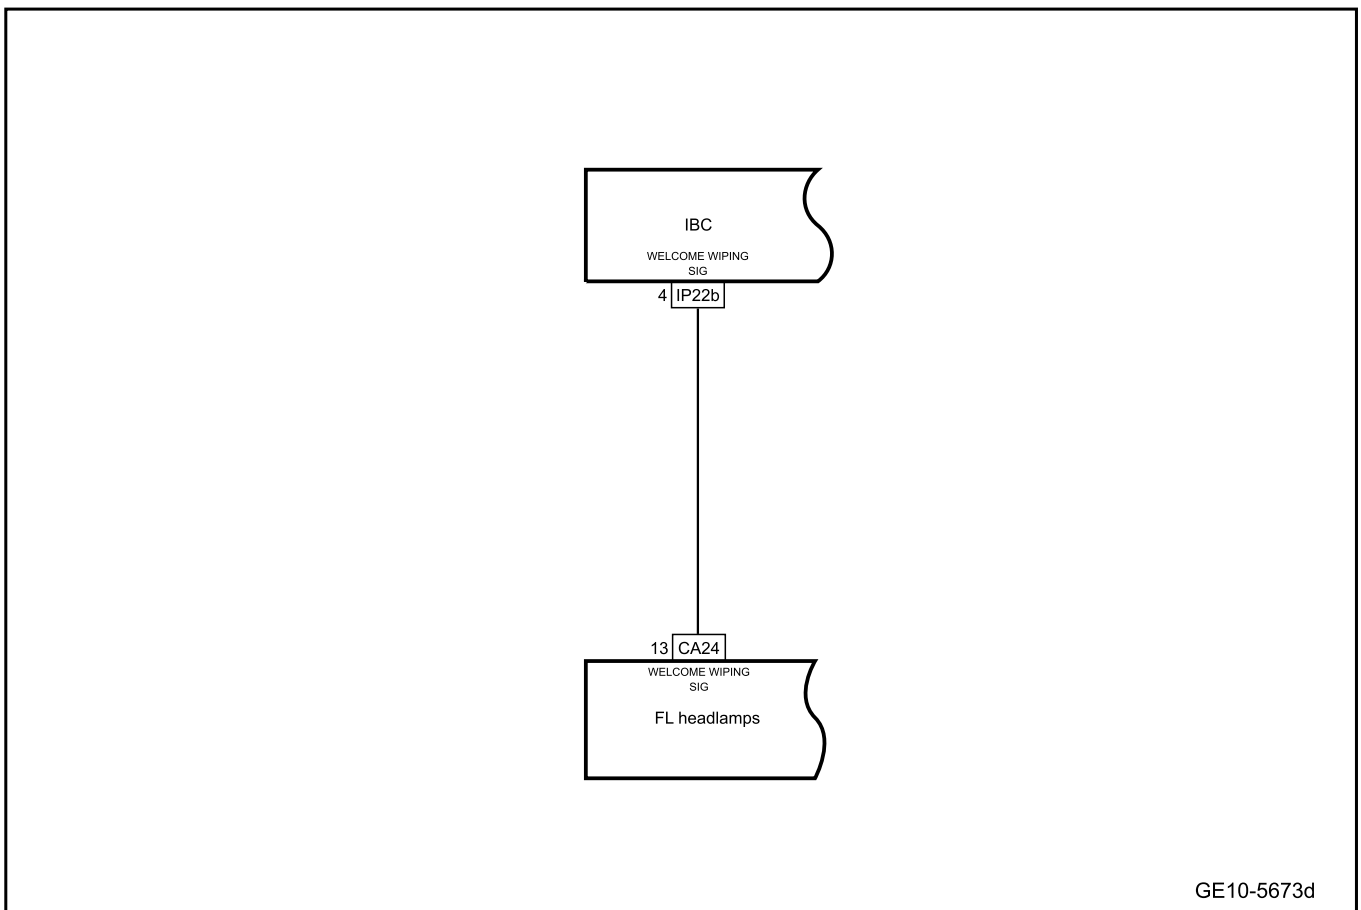 IBC
WELCOME WIPING
SIG
4 IP22b
13 CA24
WELCOME WIPING
SIG
FL headlamps
GE10-5673d